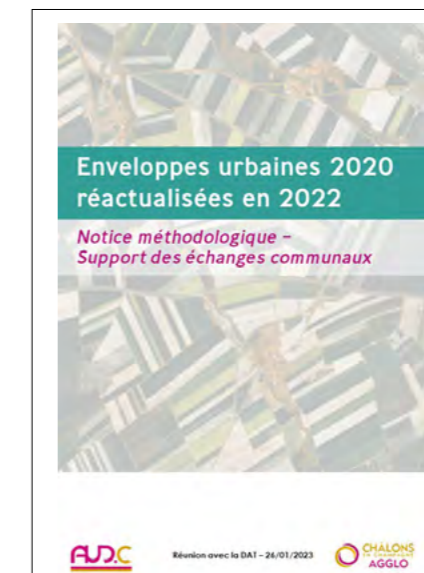 Enveloppes urbaines 2020
réactualisées en 2022
Notice méthodologique –
Support des échanges communaux
AUDC
Réunion avec la DAT – 26/01/2023
CHÂLONS
EN CHAMPAGNE
AGGLO